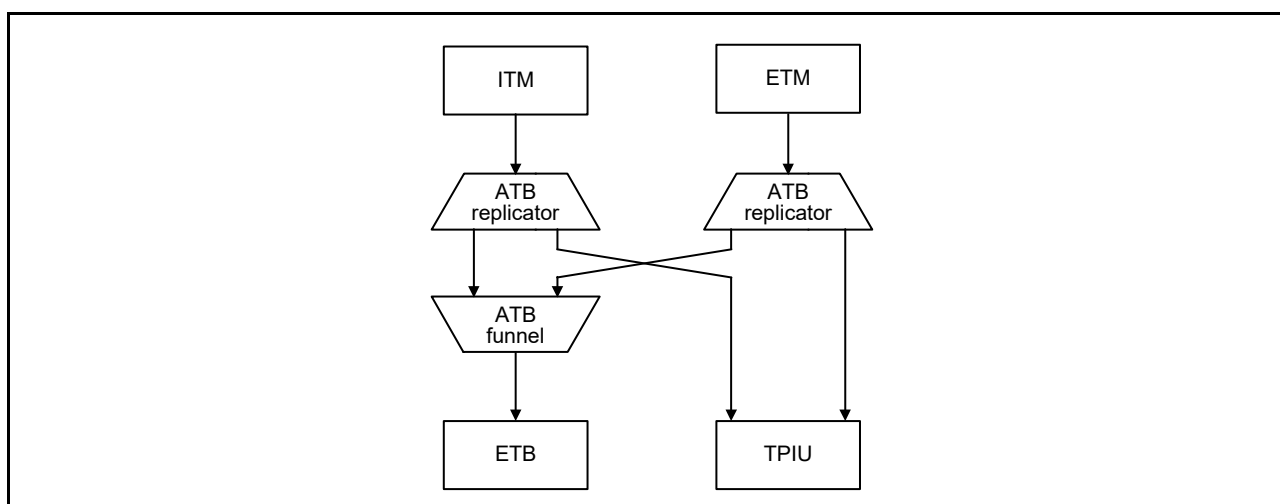 ITM
ETM
ATB
replicator
ATB
replicator
ATB
funnel
ETB
TPIU